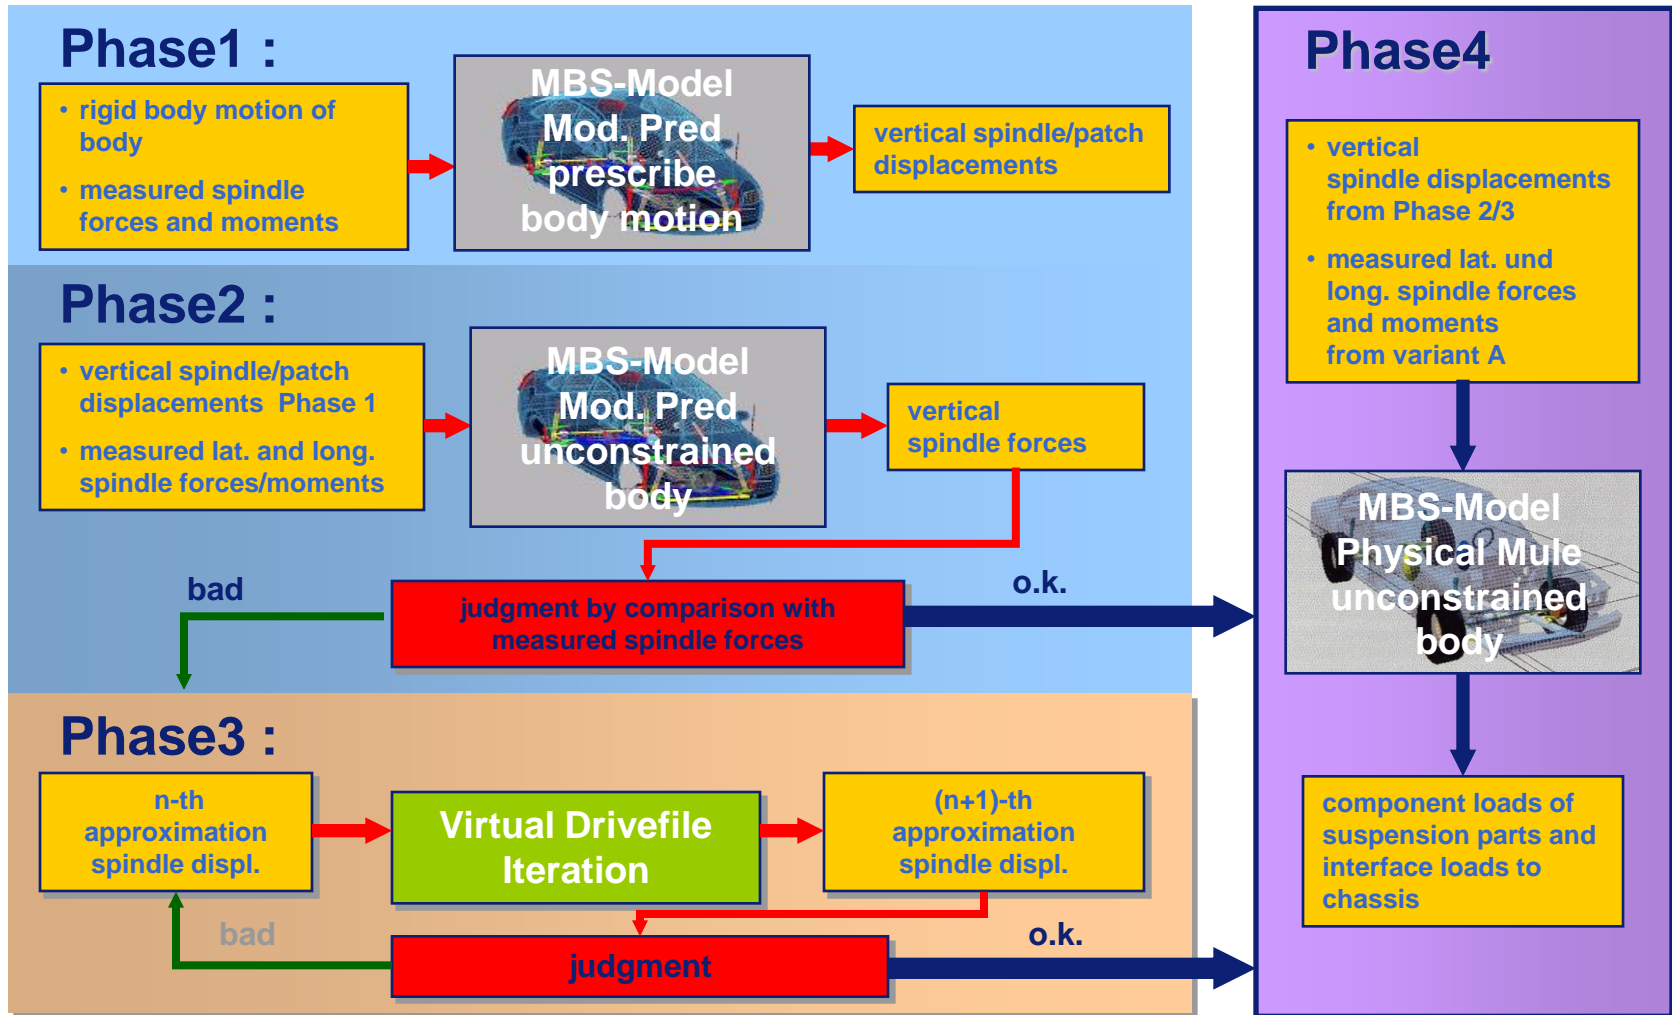 Phase1 :
• rigid body motion of
body
• measured spindle
forces and moments
MBS-Model
Mod. Pred
prescribe
body motion
vertical spindle/patch
displacements
Phase2 :
• vertical spindle/patch
displacements Phase 1
• measured lat. and long.
spindle forces/moments
MBS-Model
Mod. Pred
unconstrained
body
vertical
spindle forces
bad
judgment by comparison with
measured spindle forces
o.k.
Phase3 :
n-th
approximation
spindle displ.
Virtual Drivefile
Iteration
(n+1)-th
approximation
spindle displ.
bad
judgment
o.k.
Phase4
• vertical
spindle displacements
from Phase 2/3
• measured lat. und
long. spindle forces
and moments
from variant A
MBS-Model
Physical Mule
unconstrained
body
component loads of
suspension parts and
interface loads to
chassis